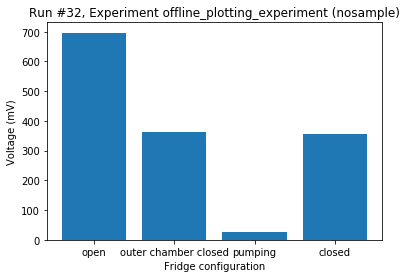 Run #32, Experiment offline_plotting_experiment (nosample)
700
600
500
400
300
200
100
0
Voltage (mV)
open outer chamber closed pumping closed
Fridge configuration